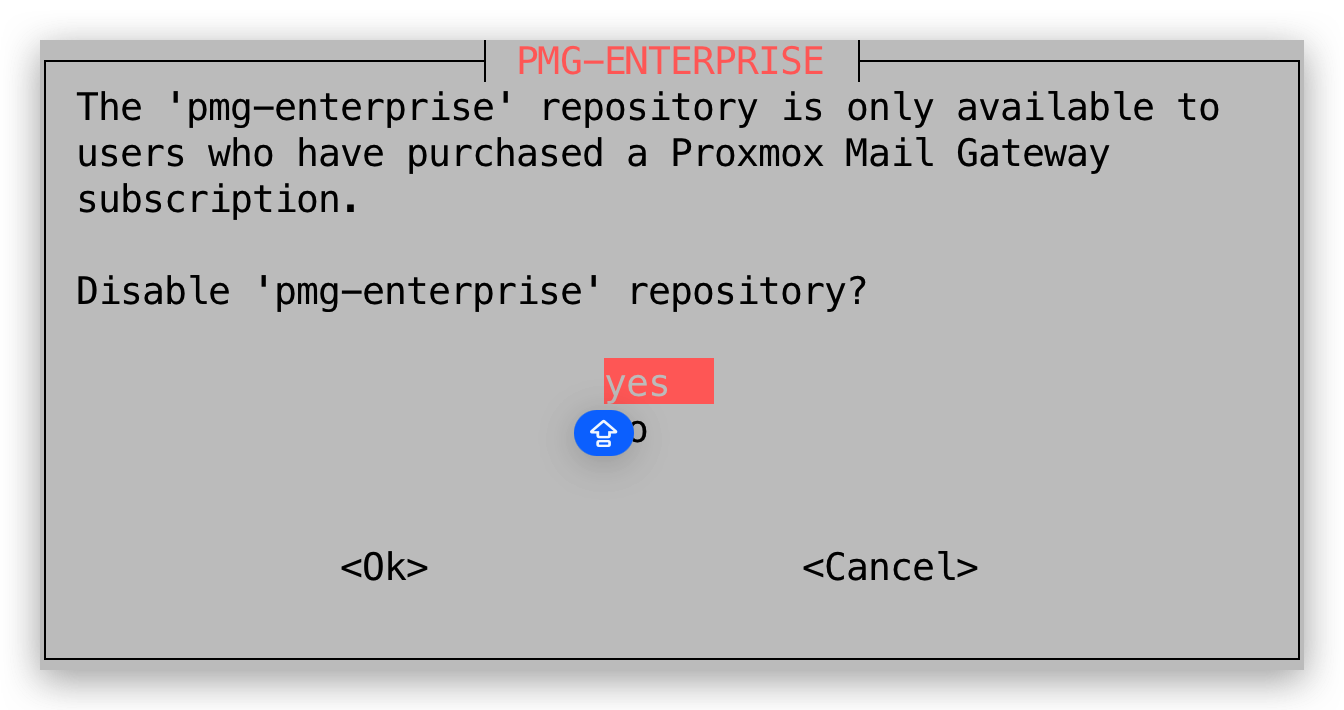 PMG-ENTERPRISE
The 'pmg-enterprise' repository is only available to
users who have purchased a Proxmox Mail Gateway
subscription.
Disable 'pmg-enterprise' repository?
yes
<Ok> <Cancel>